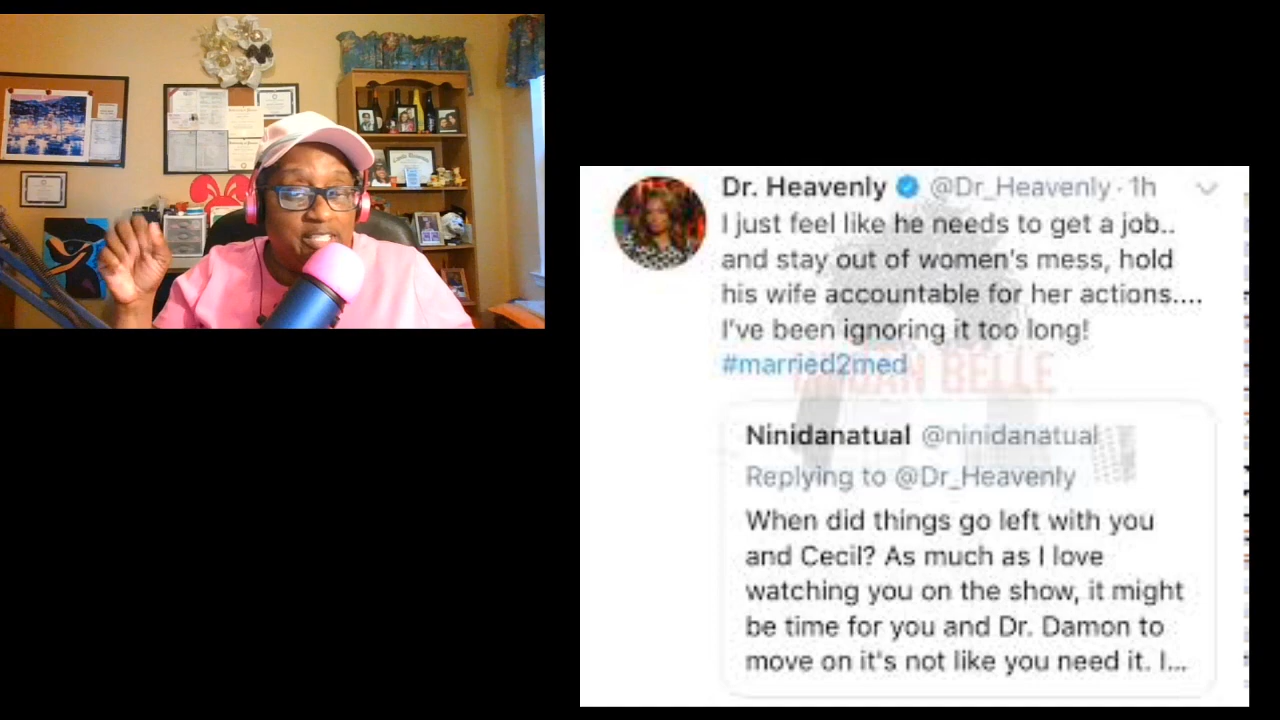 Dr. Heavenly @Dr_Heavenly · 1h
I just feel like he needs to get a job..
and stay out of women's mess, hold
his wife accountable for her actions....
I've been ignoring it too long!
#married2med
BELLE
Ninidanatual @ninidanatual
Replying to @Dr_Heavenly
When did things go left with you
and Cecil? As much as I love
watching you on the show, it might
be time for you and Dr. Damon to
move on it's not like you need it. I...